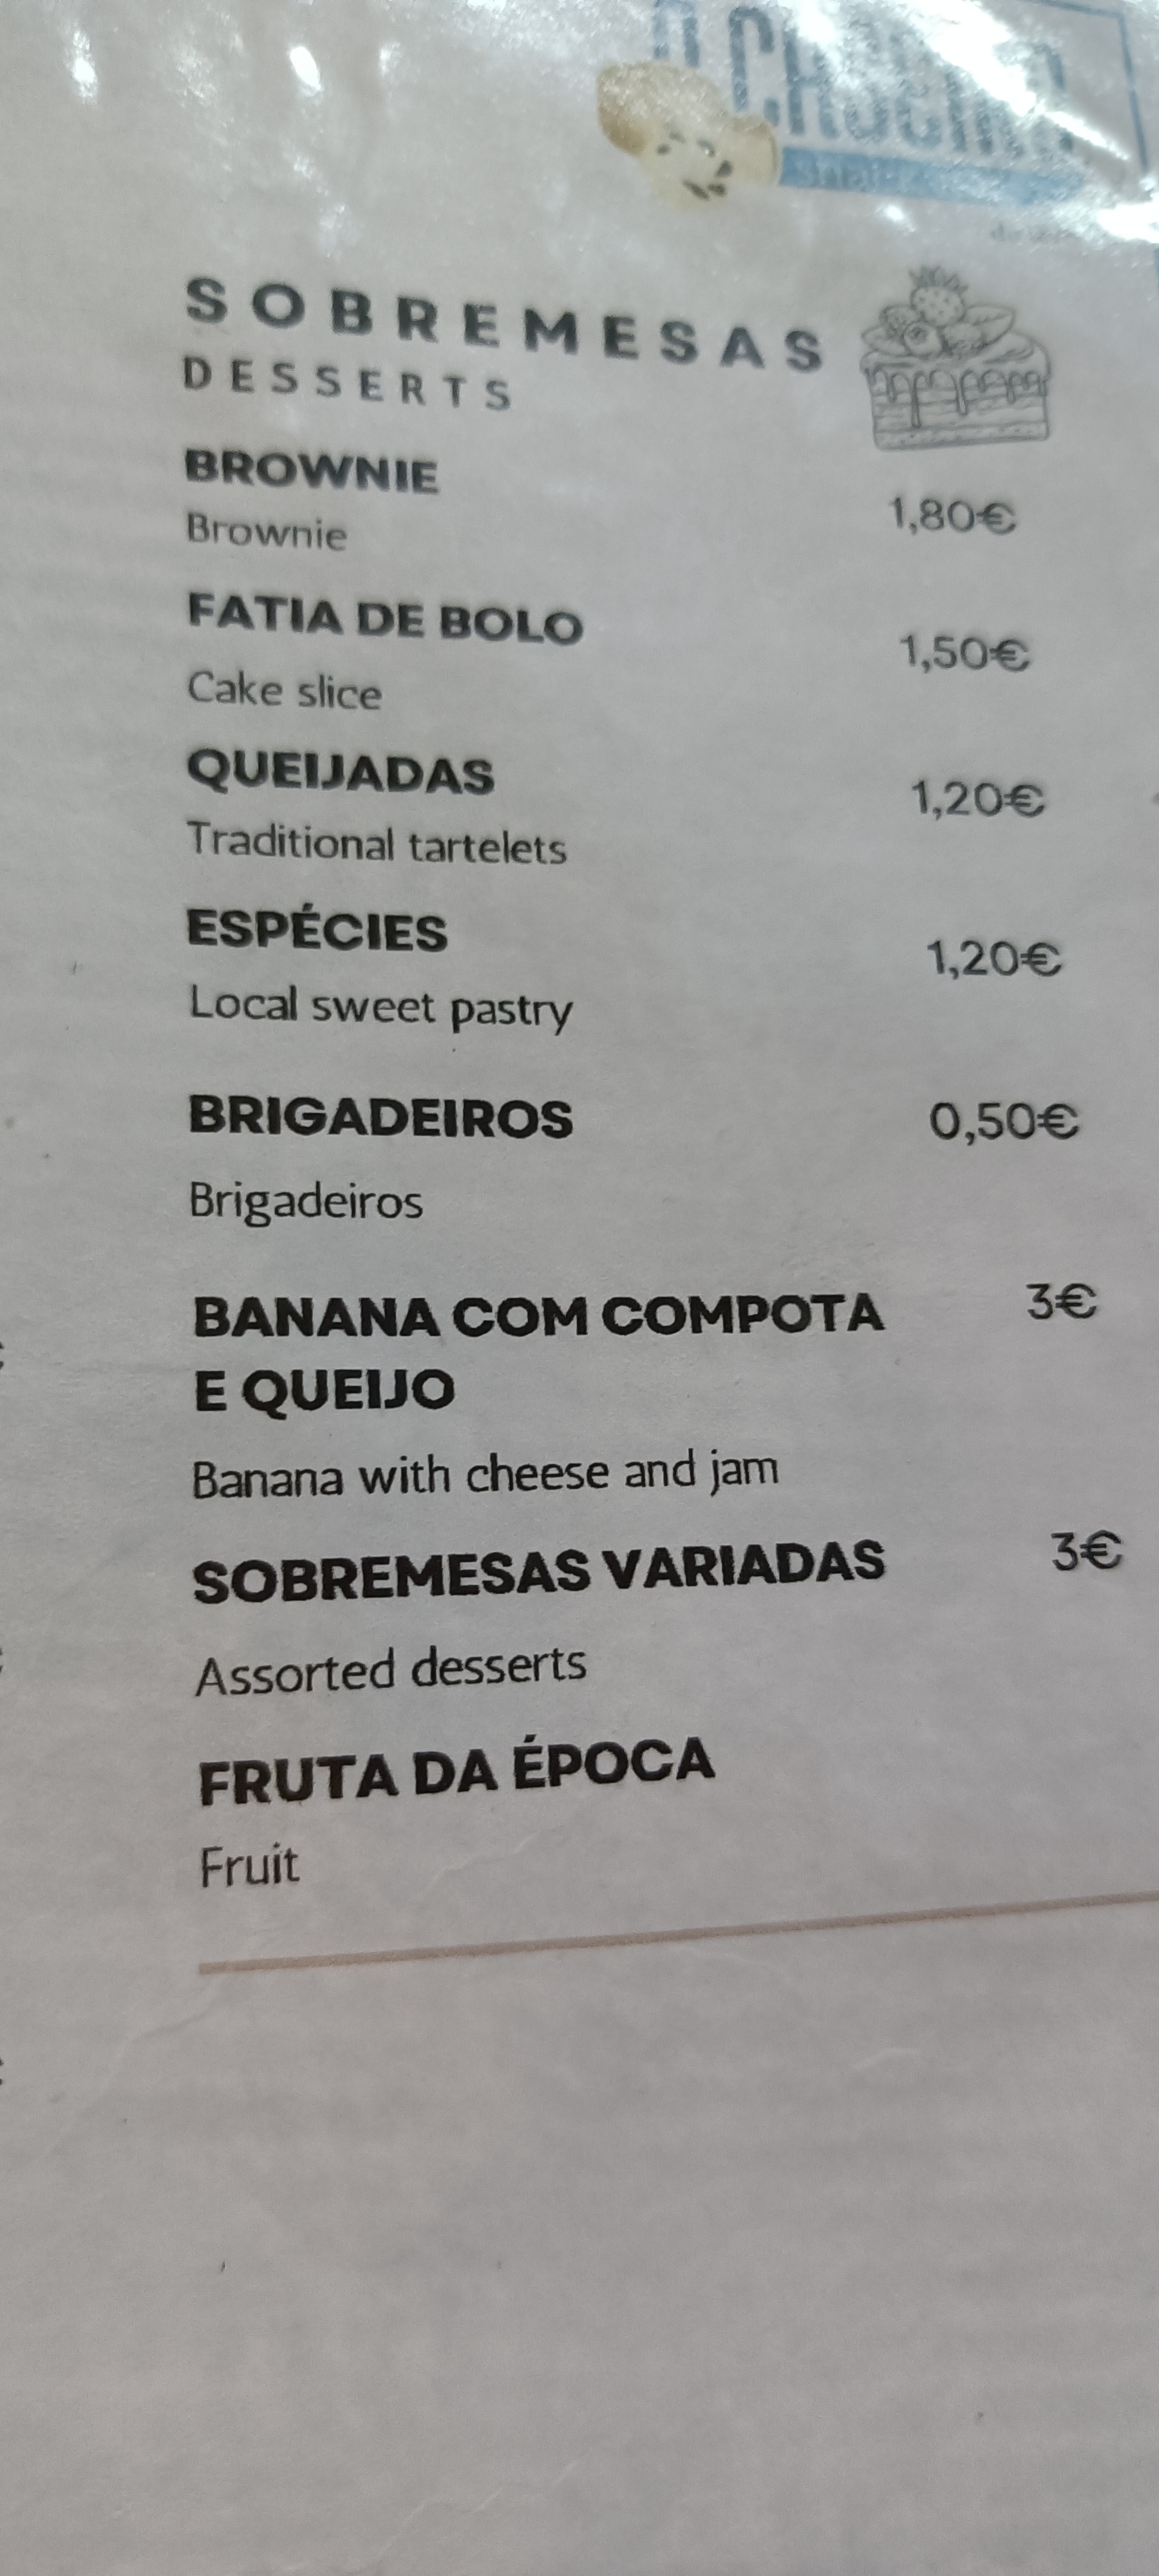 SOBREMESAS
DESSERTS
BROWNIE
1,80€
Brownie
FATIA DE BOLO
1,50€
Cake slice
QUEIJADAS
1,20€
Traditional tartelets
ESPÉCIES
1,20€
Local sweet pastry
BRIGADEIROS
0,50€
Brigadeiros
BANANA COM COMPOTA
3€
E QUEIJO
Banana with cheese and jam
SOBREMESAS VARIADAS
3€
Assorted desserts
FRUTA DA ÉPOCA
Fruit